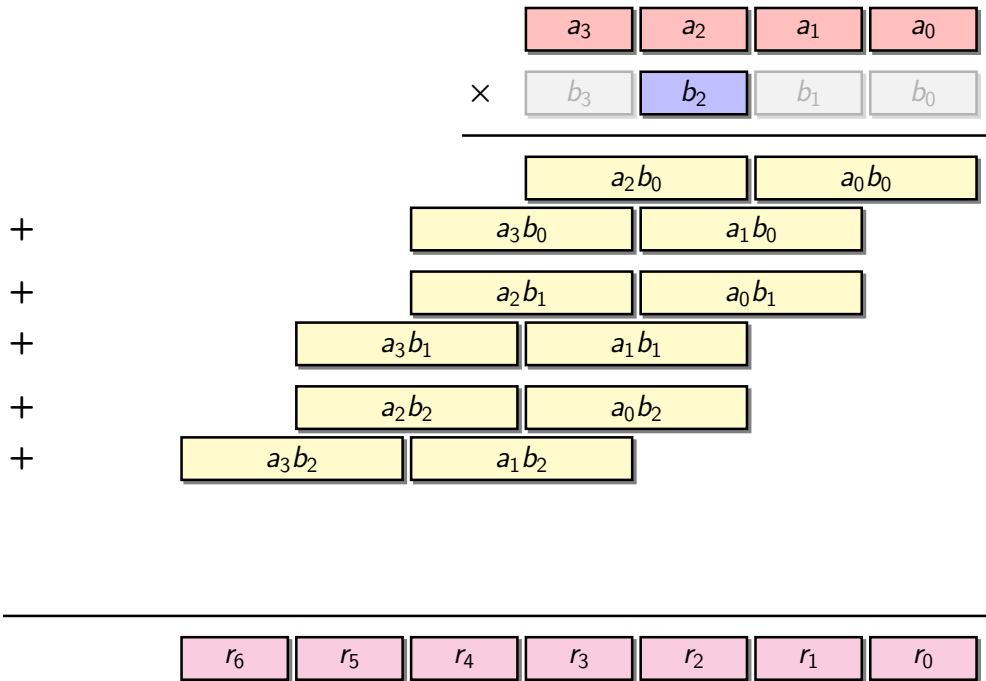 a₃ a₂ a₁ a₀
× b₃ b₂ b₁ b₀
a₂b₀ a₀b₀
+ a₃b₀ a₁b₀
+ a₂b₁ a₀b₁
+ a₃b₁ a₁b₁
+ a₂b₂ a₀b₂
+ a₃b₂ a₁b₂
r₆ r₅ r₄ r₃ r₂ r₁ r₀